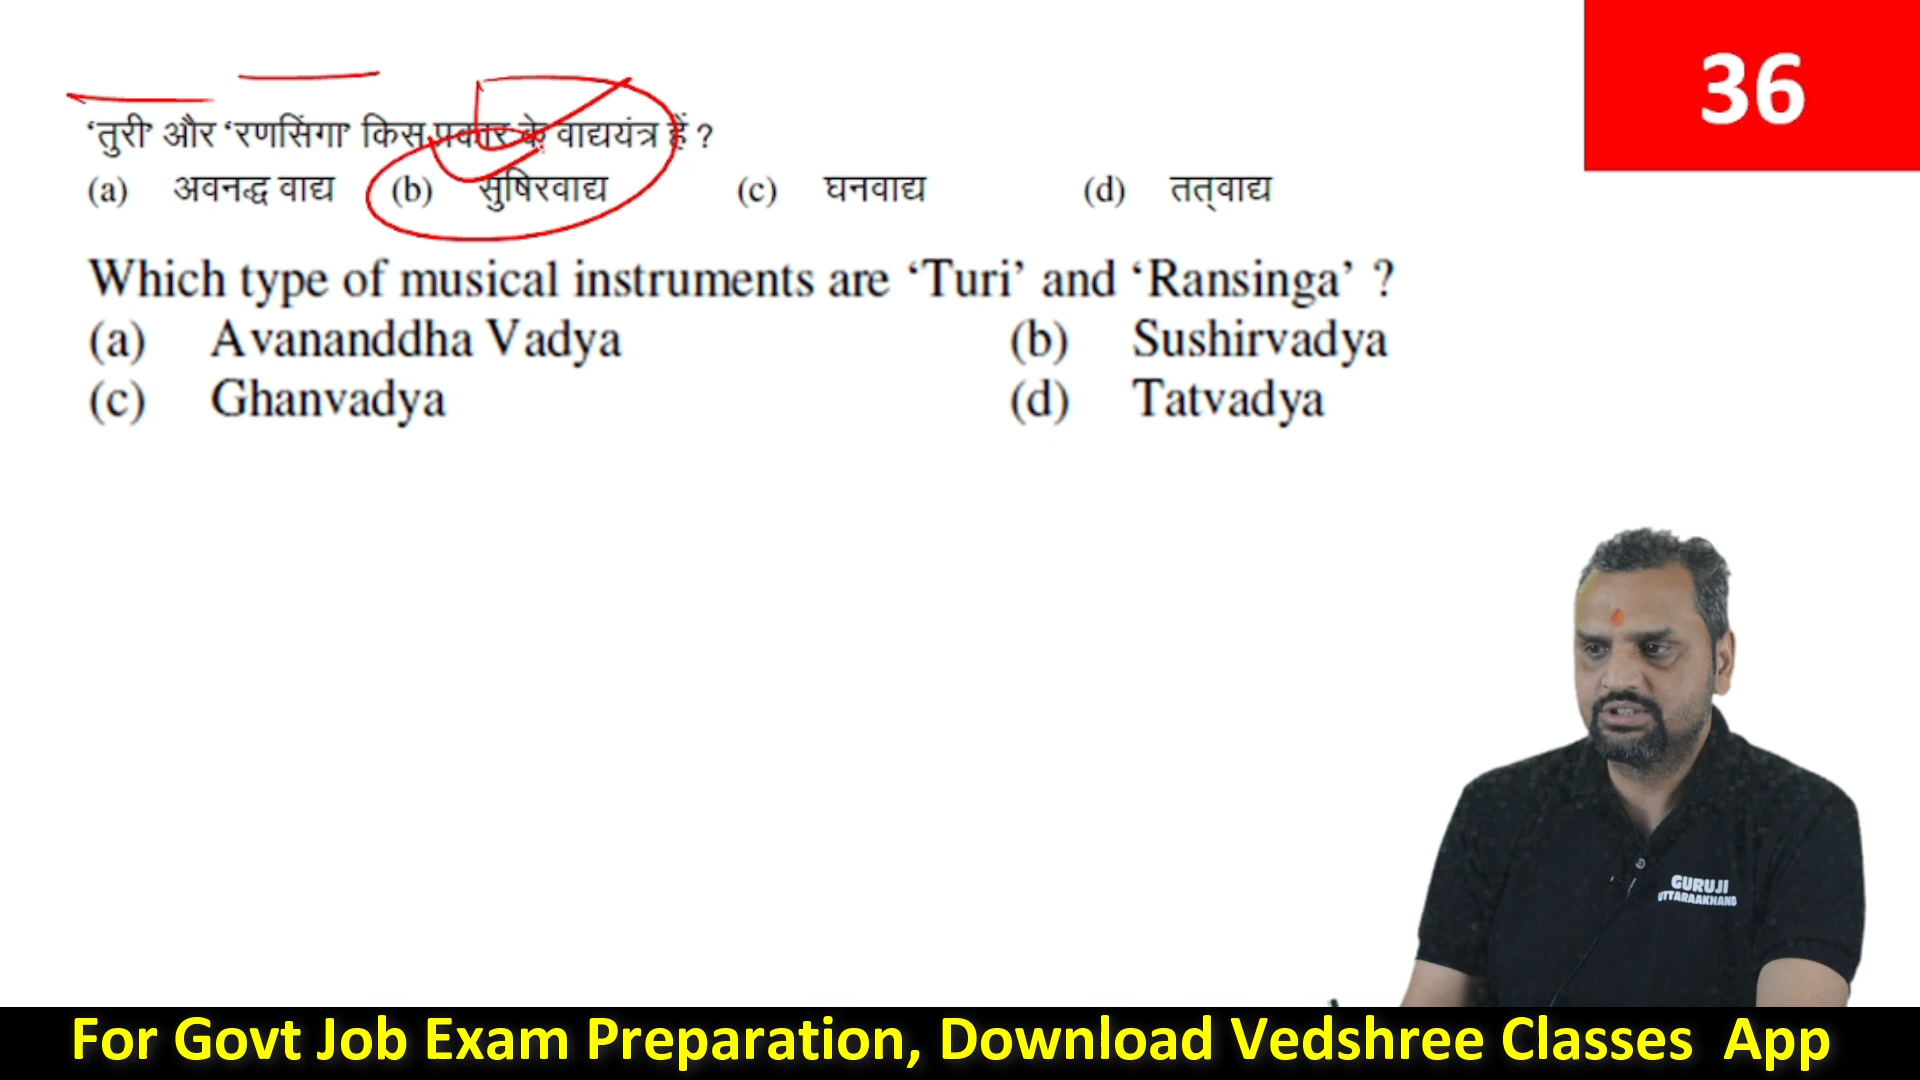 36
‘तुरी’ और ‘रणसिंगा’ किस प्रकार के वाद्ययंत्र हैं ?
(a) अवनद्ध वाद्य (b) सुषिरवाद्य (c) घनवाद्य (d) तत्‌वाद्य
Which type of musical instruments are ‘Turi’ and ‘Ransinga’ ?
(a) Avananddha Vadya (b) Sushirvadya
(c) Ghanvadya (d) Tatvadya
GURUJI
UTTARAAKHAND
For Govt Job Exam Preparation, Download Vedshree Classes App